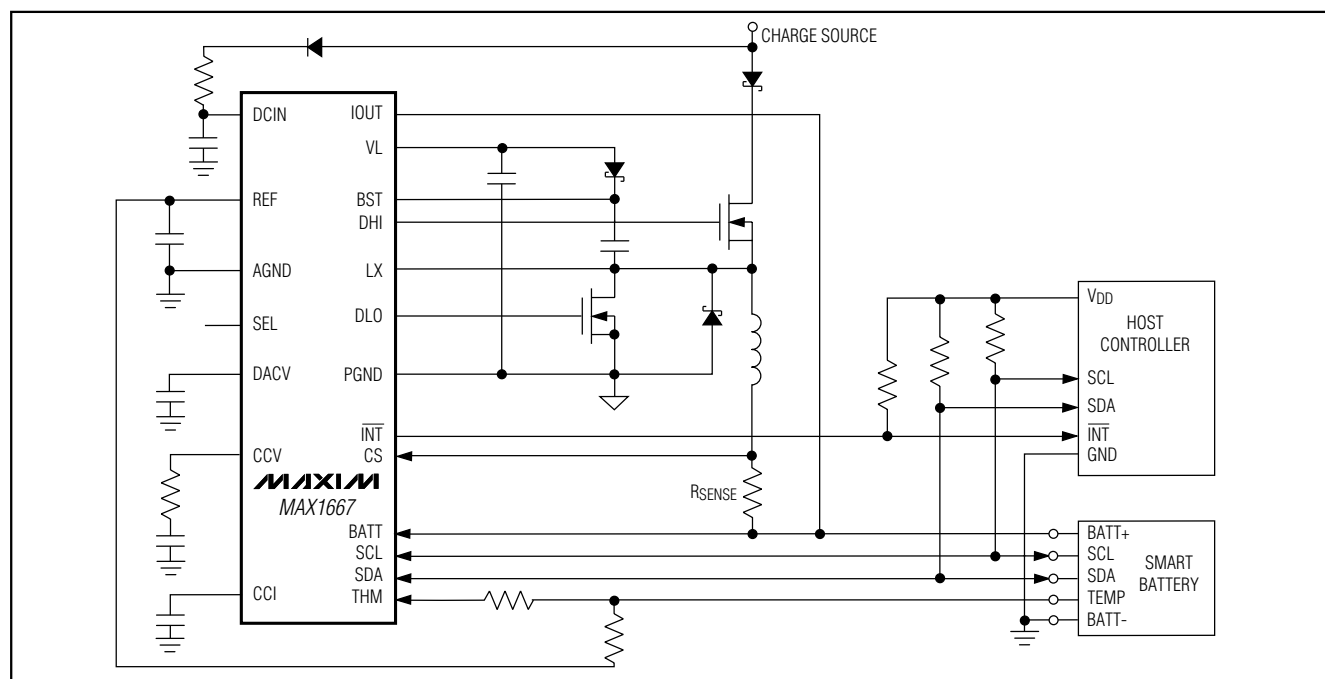 CHARGE SOURCE
DCIN
IOUT
VL
REF
BST
DHI
AGND
LX
SEL
DLO
DACV
PGND
INT
CCV
CS
MAXIM
MAX1667
BATT
SCL
SDA
CCI
THM
RSENSE
VDD
HOST
CONTROLLER
SCL
SDA
INT
GND
BATT+
SCL
SMART
SDA
BATTERY
TEMP
BATT-